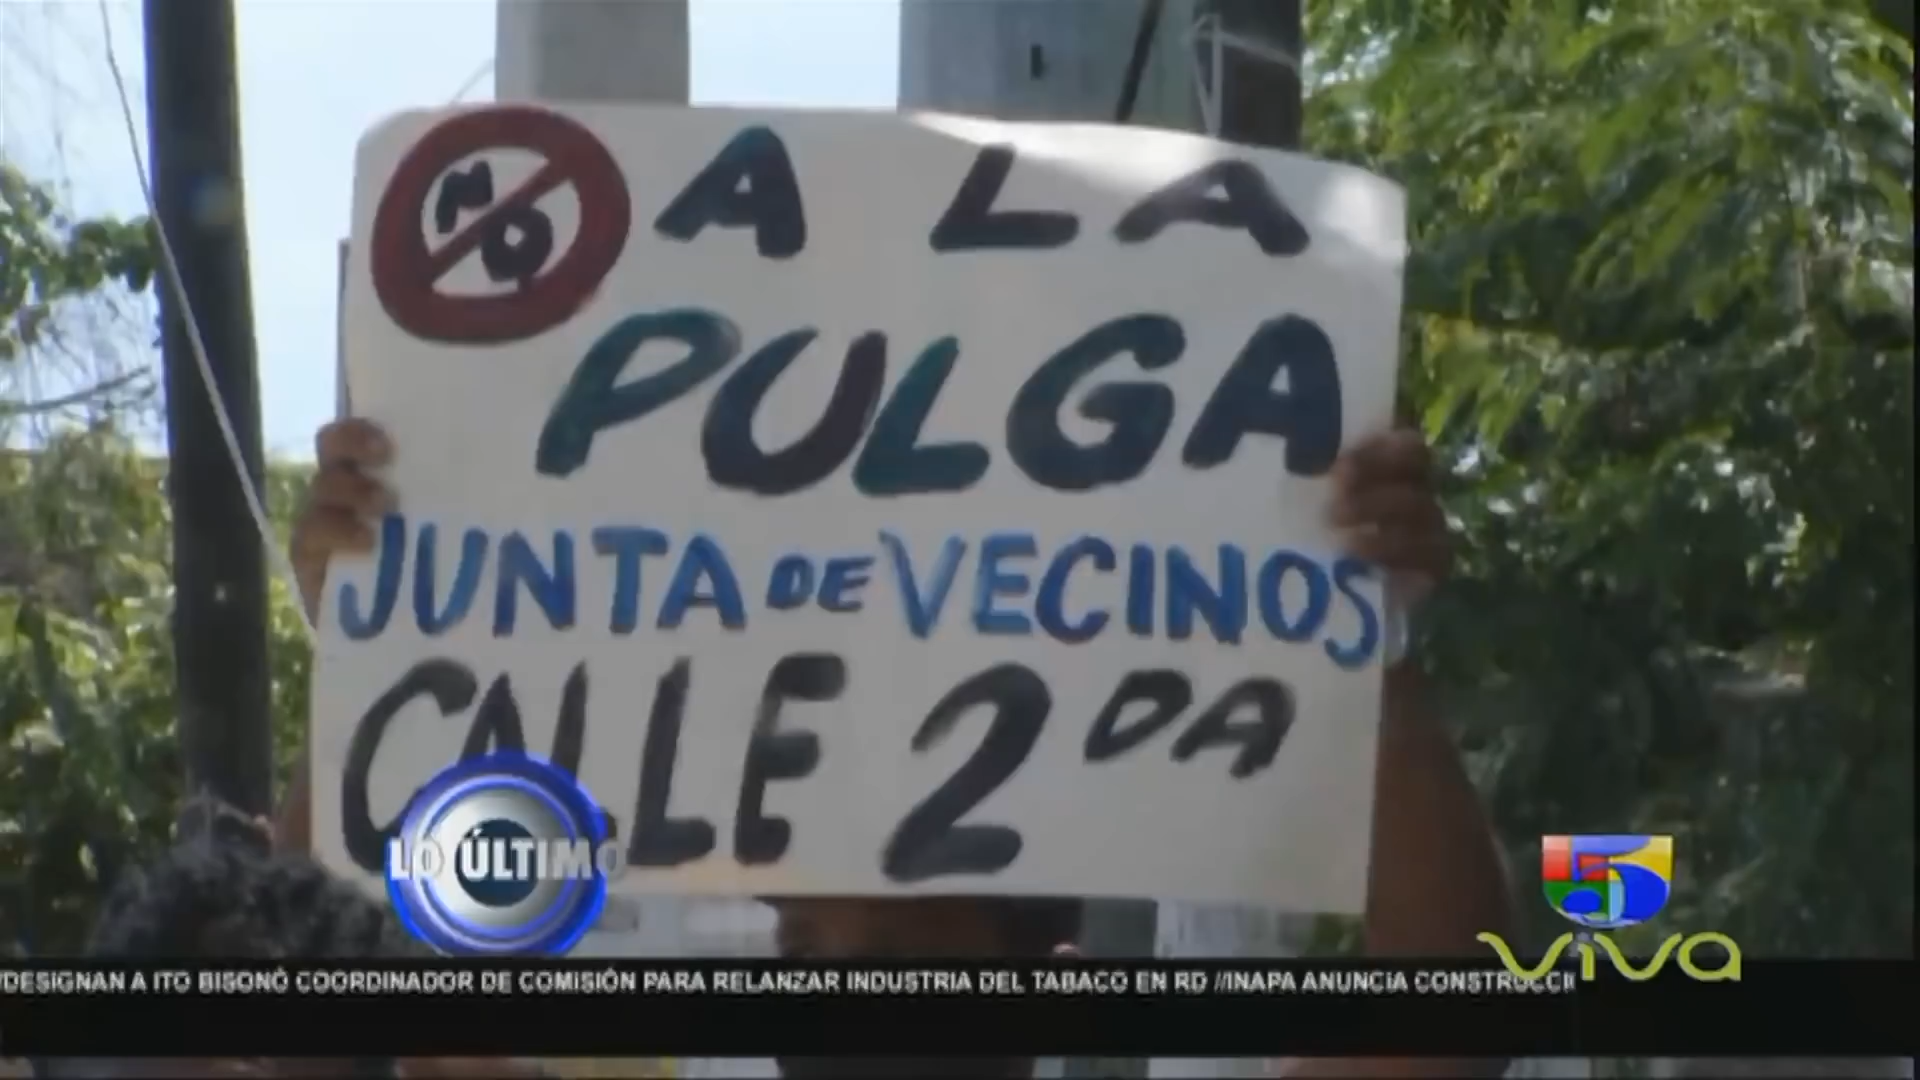 NO A LA
PULGA
JUNTA DE VECINOS
CALLE 2DA
LO ÚLTIMO
5
ViVa
/DESIGNAN A ITO BISONÓ COORDINADOR DE COMISIÓN PARA RELANZAR INDUSTRIA DEL TABACO EN RD //INAPA ANUNCIA